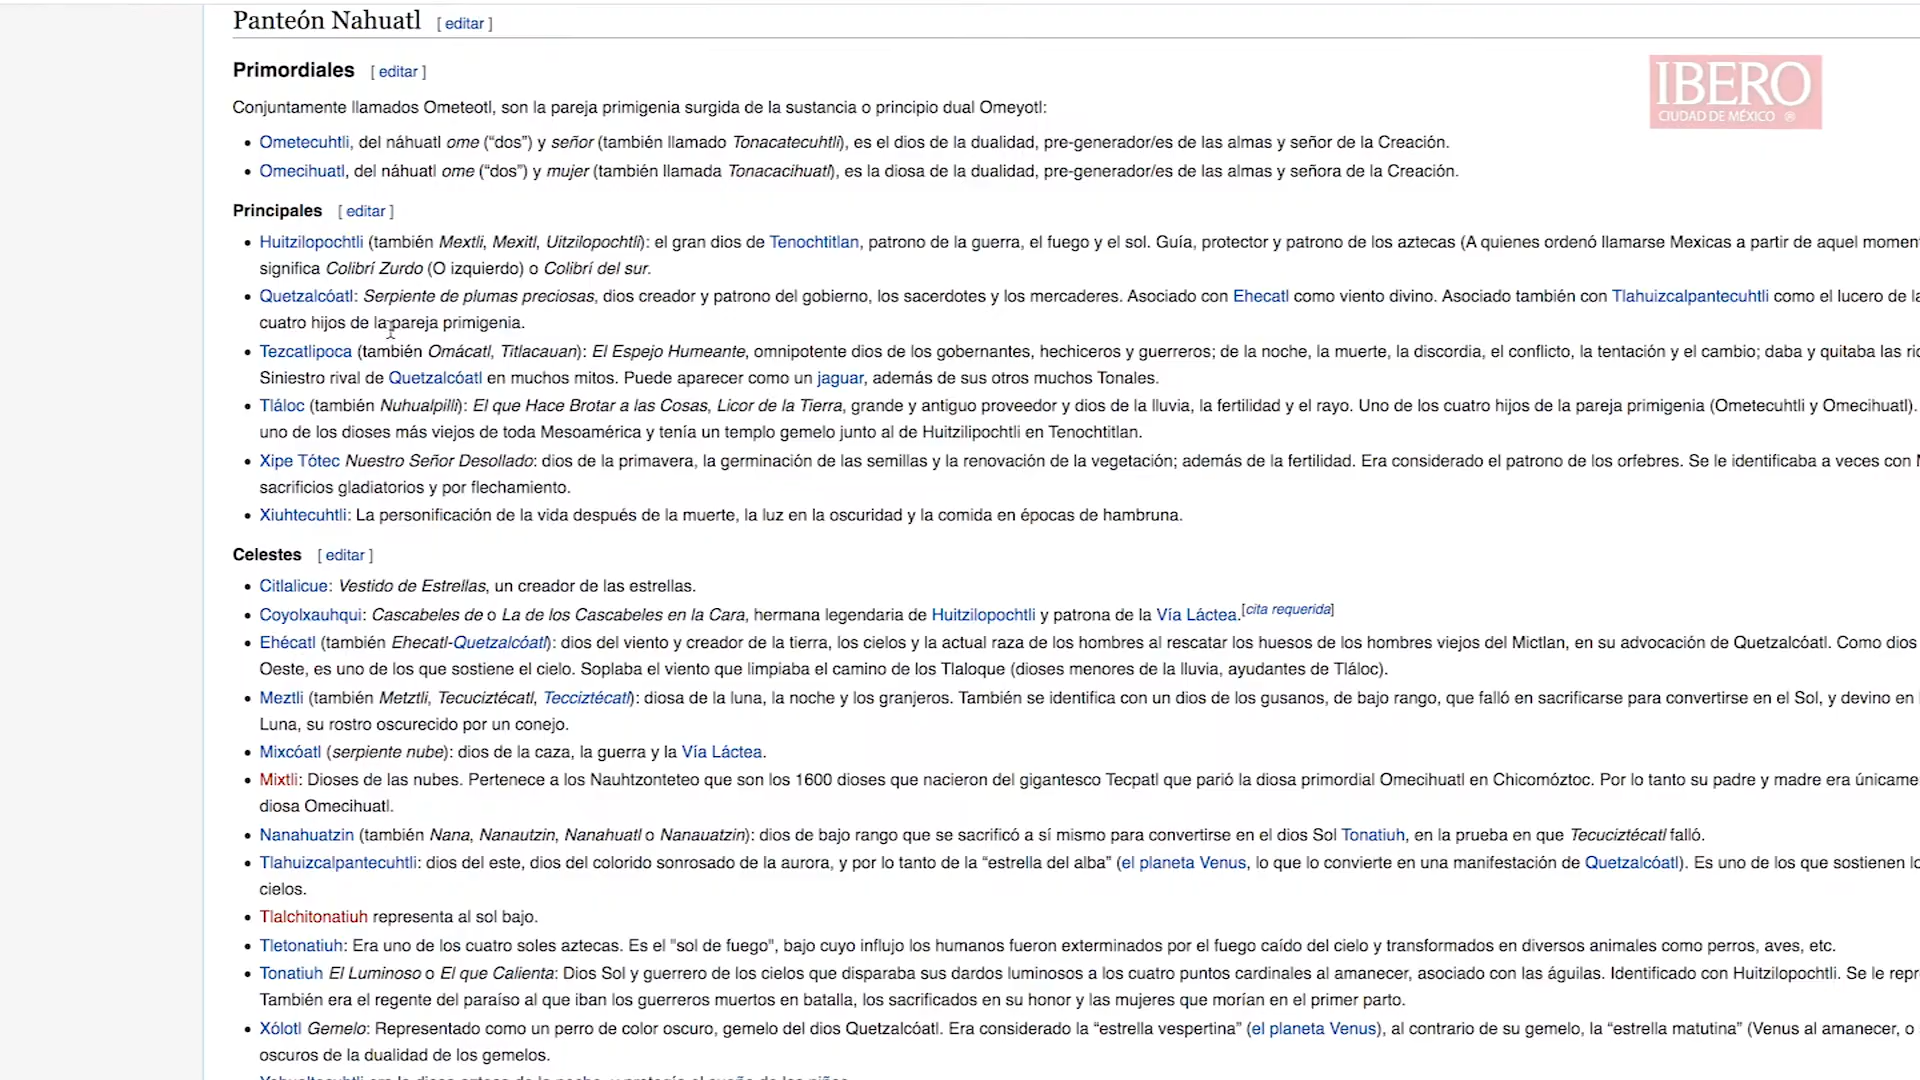 Panteón Nahuatl [ editar ]
Primordiales [ editar ]
IBERO
CIUDAD DE MÉXICO ®
Conjuntamente llamados Ometeotl, son la pareja primigenia surgida de la sustancia o principio dual Omeyotl:
Ometecuhtli, del náhuatl ome (“dos”) y señor (también llamado Tonacatecuhtli), es el dios de la dualidad, pre-generador/es de las almas y señor de la Creación.
Omecihuatl, del náhuatl ome (“dos”) y mujer (también llamada Tonacacihuatl), es la diosa de la dualidad, pre-generador/es de las almas y señora de la Creación.
Principales [ editar ]
Huitzilopochtli (también Mextli, Mexitl, Uitzilopochtli): el gran dios de Tenochtitlan, patrono de la guerra, el fuego y el sol. Guía, protector y patrono de los aztecas (A quienes ordenó llamarse Mexicas a partir de aquel momen
significa Colibrí Zurdo (O izquierdo) o Colibrí del sur.
Quetzalcóatl: Serpiente de plumas preciosas, dios creador y patrono del gobierno, los sacerdotes y los mercaderes. Asociado con Ehecatl como viento divino. Asociado también con Tlahuizcalpantecuhtli como el lucero de la
cuatro hijos de la pareja primigenia.
Tezcatlipoca (también Omácatl, Titlacauan): El Espejo Humeante, omnipotente dios de los gobernantes, hechiceros y guerreros; de la noche, la muerte, la discordia, el conflicto, la tentación y el cambio; daba y quitaba las ri
Siniestro rival de Quetzalcóatl en muchos mitos. Puede aparecer como un jaguar, además de sus otros muchos Tonales.
Tláloc (también Nuhualpilli): El que Hace Brotar a las Cosas, Licor de la Tierra, grande y antiguo proveedor y dios de la lluvia, la fertilidad y el rayo. Uno de los cuatro hijos de la pareja primigenia (Ometecuhtli y Omecihuatl).
uno de los dioses más viejos de toda Mesoamérica y tenía un templo gemelo junto al de Huitzilipochtli en Tenochtitlan.
Xipe Tótec Nuestro Señor Desollado: dios de la primavera, la germinación de las semillas y la renovación de la vegetación; además de la fertilidad. Era considerado el patrono de los orfebres. Se le identificaba a veces con
sacrificios gladiatorios y por flechamiento.
Xiuhtecuhtli: La personificación de la vida después de la muerte, la luz en la oscuridad y la comida en épocas de hambruna.
Celestes [ editar ]
Citlalicue: Vestido de Estrellas, un creador de las estrellas.
Coyolxauhqui: Cascabeles de o La de los Cascabeles en la Cara, hermana legendaria de Huitzilopochtli y patrona de la Vía Láctea.[cita requerida]
Ehécatl (también Ehecatl-Quetzalcóatl): dios del viento y creador de la tierra, los cielos y la actual raza de los hombres al rescatar los huesos de los hombres viejos del Mictlan, en su advocación de Quetzalcóatl. Como dios
Oeste, es uno de los que sostiene el cielo. Soplaba el viento que limpiaba el camino de los Tlaloque (dioses menores de la lluvia, ayudantes de Tláloc).
Meztli (también Metztli, Tecuciztécatl, Tecciztécatl): diosa de la luna, la noche y los granjeros. También se identifica con un dios de los gusanos, de bajo rango, que falló en sacrificarse para convertirse en el Sol, y devino en
Luna, su rostro oscurecido por un conejo.
Mixcóatl (serpiente nube): dios de la caza, la guerra y la Vía Láctea.
Mixtli: Dioses de las nubes. Pertenece a los Nauhtzonteteo que son los 1600 dioses que nacieron del gigantesco Tecpatl que parió la diosa primordial Omecihuatl en Chicomóztoc. Por lo tanto su padre y madre era únicame
diosa Omecihuatl.
Nanahuatzin (también Nana, Nanautzin, Nanahuatl o Nanauatzin): dios de bajo rango que se sacrificó a sí mismo para convertirse en el dios Sol Tonatiuh, en la prueba en que Tecuciztécatl falló.
Tlahuizcalpantecuhtli: dios del este, dios del colorido sonrosado de la aurora, y por lo tanto de la “estrella del alba” (el planeta Venus, lo que lo convierte en una manifestación de Quetzalcóatl). Es uno de los que sostienen lo
cielos.
Tlalchitonatiuh representa al sol bajo.
Tletonatiuh: Era uno de los cuatro soles aztecas. Es el "sol de fuego", bajo cuyo influjo los humanos fueron exterminados por el fuego caído del cielo y transformados en diversos animales como perros, aves, etc.
Tonatiuh El Luminoso o El que Calienta: Dios Sol y guerrero de los cielos que disparaba sus dardos luminosos a los cuatro puntos cardinales al amanecer, asociado con las águilas. Identificado con Huitzilopochtli. Se le repr
También era el regente del paraíso al que iban los guerreros muertos en batalla, los sacrificados en su honor y las mujeres que morían en el primer parto.
Xólotl Gemelo: Representado como un perro de color oscuro, gemelo del dios Quetzalcóatl. Era considerado la “estrella vespertina” (el planeta Venus), al contrario de su gemelo, la “estrella matutina” (Venus al amanecer, o
oscuros de la dualidad de los gemelos.